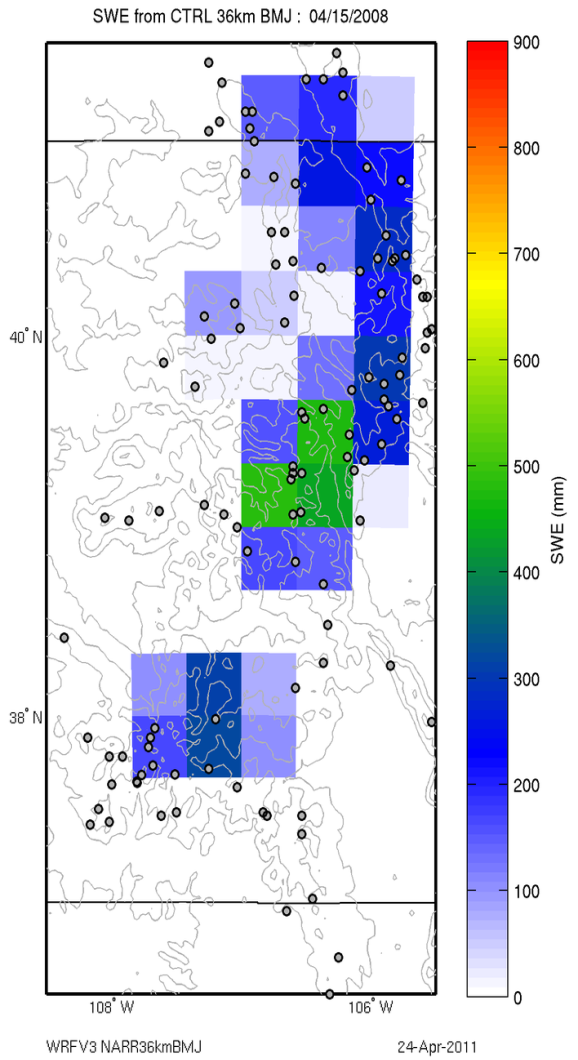 SWE from CTRL 36km BMJ : 04/15/2008
900
800
700
600
500
400
300
200
100
0
SWE (mm)
40° N
38° N
108° W
106° W
WRFV3 NARR36kmBMJ
24-Apr-2011